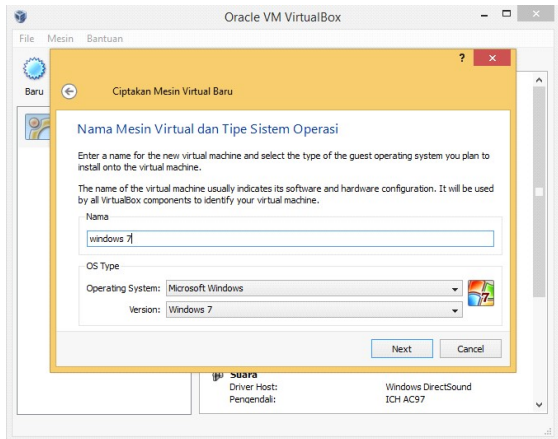 Oracle VM VirtualBox
File Mesin Bantuan
Baru
?
Ciptakan Mesin Virtual Baru
Nama Mesin Virtual dan Tipe Sistem Operasi
Enter a name for the new virtual machine and select the type of the guest operating system you plan to
install onto the virtual machine.
The name of the virtual machine usually indicates its software and hardware configuration. It will be used
by all VirtualBox components to identify your virtual machine.
Nama
windows 7
OS Type
Operating System: Microsoft Windows
7
Version: Windows 7
Next Cancel
Suara
Driver Host: Windows DirectSound
Pengendali: ICH AC97